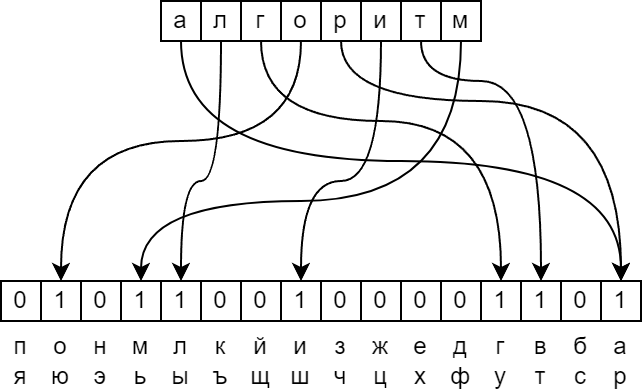 а л г о р и т м
0 1 0 1 1 0 0 1 0 0 0 0 1 1 0 1
п о н м л к й и з ж е д г в б а
я ю э ь ы ъ щ ш ч ц х ф у т с р